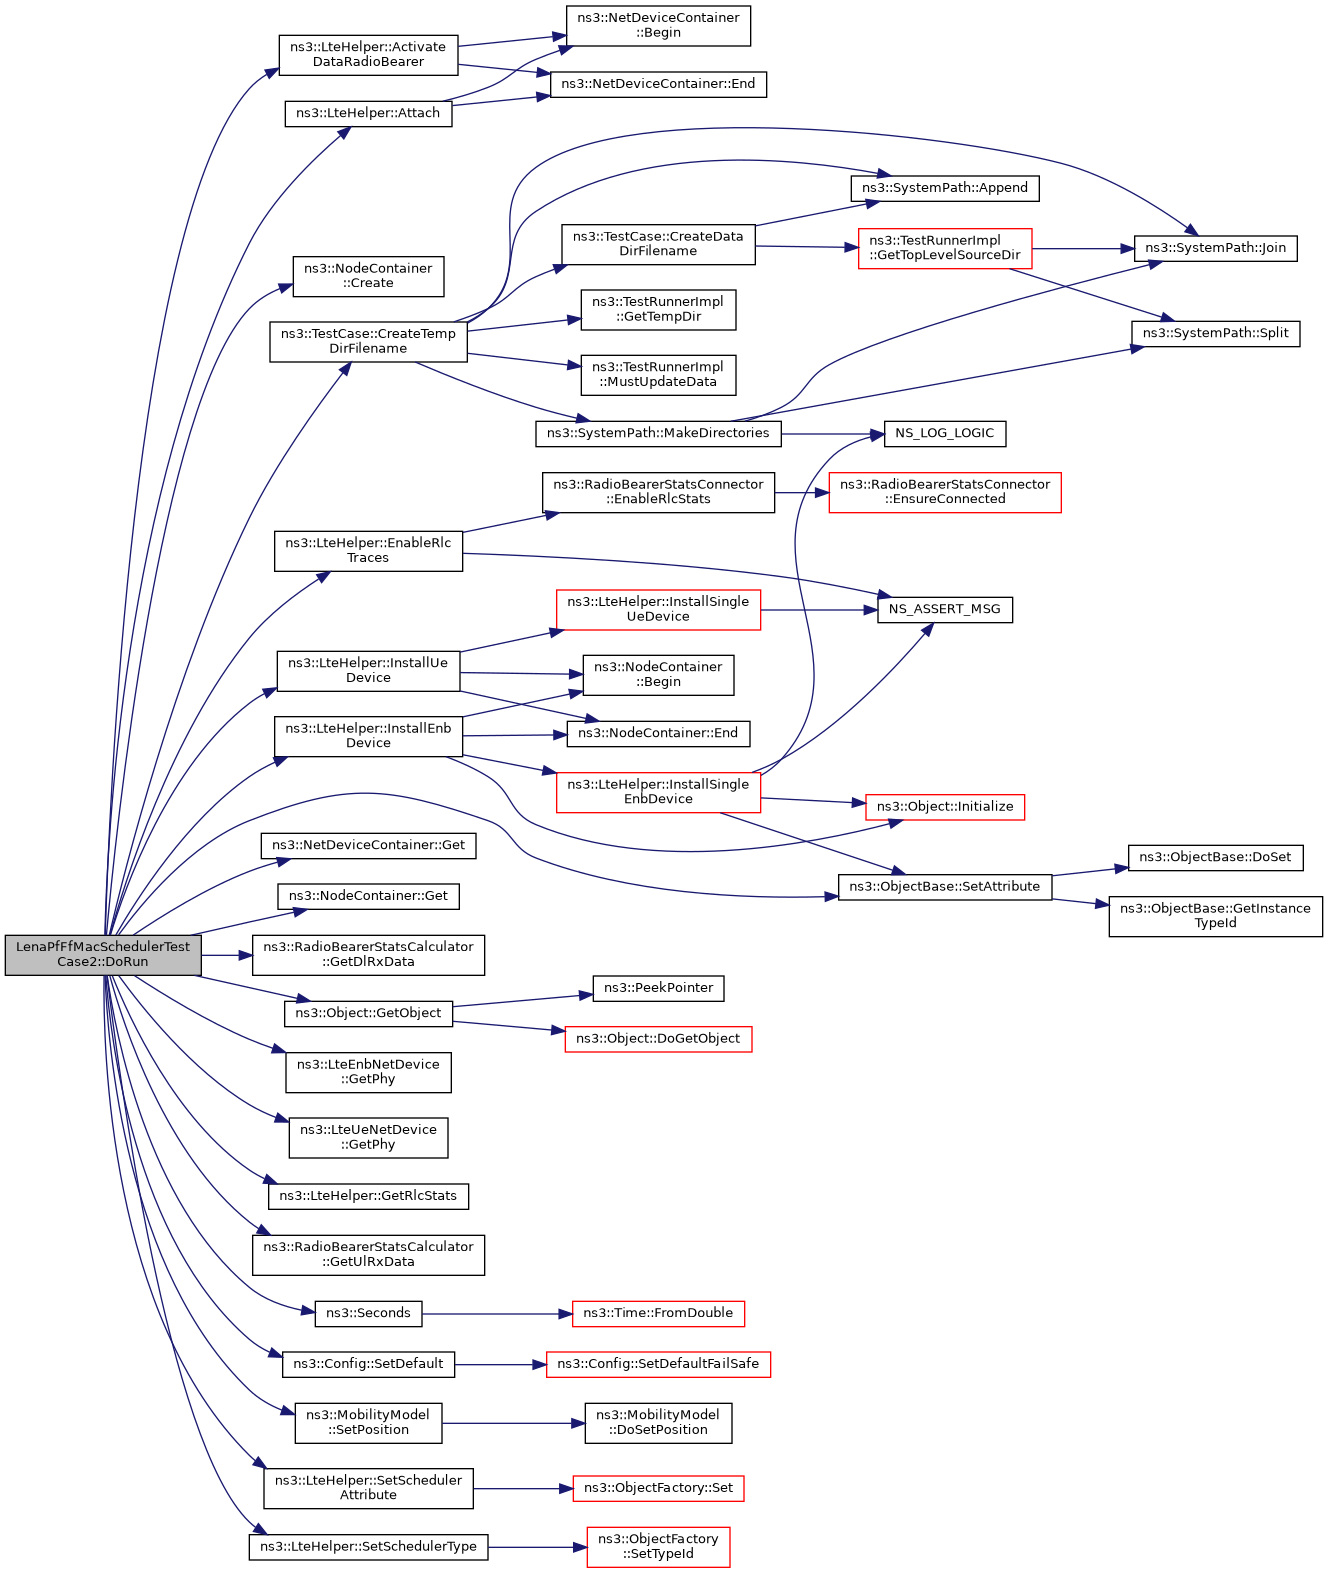 ns3::NetDeviceContainer
::Begin
ns3::LteHelper::Activate
DataRadioBearer
ns3::NetDeviceContainer::End
ns3::LteHelper::Attach
ns3::SystemPath::Append
ns3::TestCase::CreateData
DirFilename
ns3::TestRunnerImpl
::GetTopLevelSourceDir
ns3::SystemPath::Join
ns3::NodeContainer
::Create
ns3::TestRunnerImpl
::GetTempDir
ns3::TestCase::CreateTemp
DirFilename
ns3::SystemPath::Split
ns3::TestRunnerImpl
::MustUpdateData
ns3::SystemPath::MakeDirectories
NS_LOG_LOGIC
ns3::RadioBearerStatsConnector
::EnableRlcStats
ns3::RadioBearerStatsConnector
::EnsureConnected
ns3::LteHelper::EnableRlc
Traces
ns3::LteHelper::InstallSingle
UeDevice
NS_ASSERT_MSG
ns3::LteHelper::InstallUe
Device
ns3::NodeContainer
::Begin
ns3::LteHelper::InstallEnb
Device
ns3::NodeContainer::End
ns3::LteHelper::InstallSingle
EnbDevice
ns3::Object::Initialize
ns3::NetDeviceContainer::Get
ns3::ObjectBase::DoSet
ns3::ObjectBase::SetAttribute
ns3::NodeContainer::Get
ns3::ObjectBase::GetInstance
TypeId
LenaPfFfMacSchedulerTest
Case2::DoRun
ns3::RadioBearerStatsCalculator
::GetDlRxData
ns3::PeekPointer
ns3::Object::GetObject
ns3::Object::DoGetObject
ns3::LteEnbNetDevice
::GetPhy
ns3::LteUeNetDevice
::GetPhy
ns3::LteHelper::GetRlcStats
ns3::RadioBearerStatsCalculator
::GetUlRxData
ns3::Seconds
ns3::Time::FromDouble
ns3::Config::SetDefault
ns3::Config::SetDefaultFailSafe
ns3::MobilityModel
::SetPosition
ns3::MobilityModel
::DoSetPosition
ns3::LteHelper::SetScheduler
Attribute
ns3::ObjectFactory::Set
ns3::LteHelper::SetSchedulerType
ns3::ObjectFactory
::SetTypeId